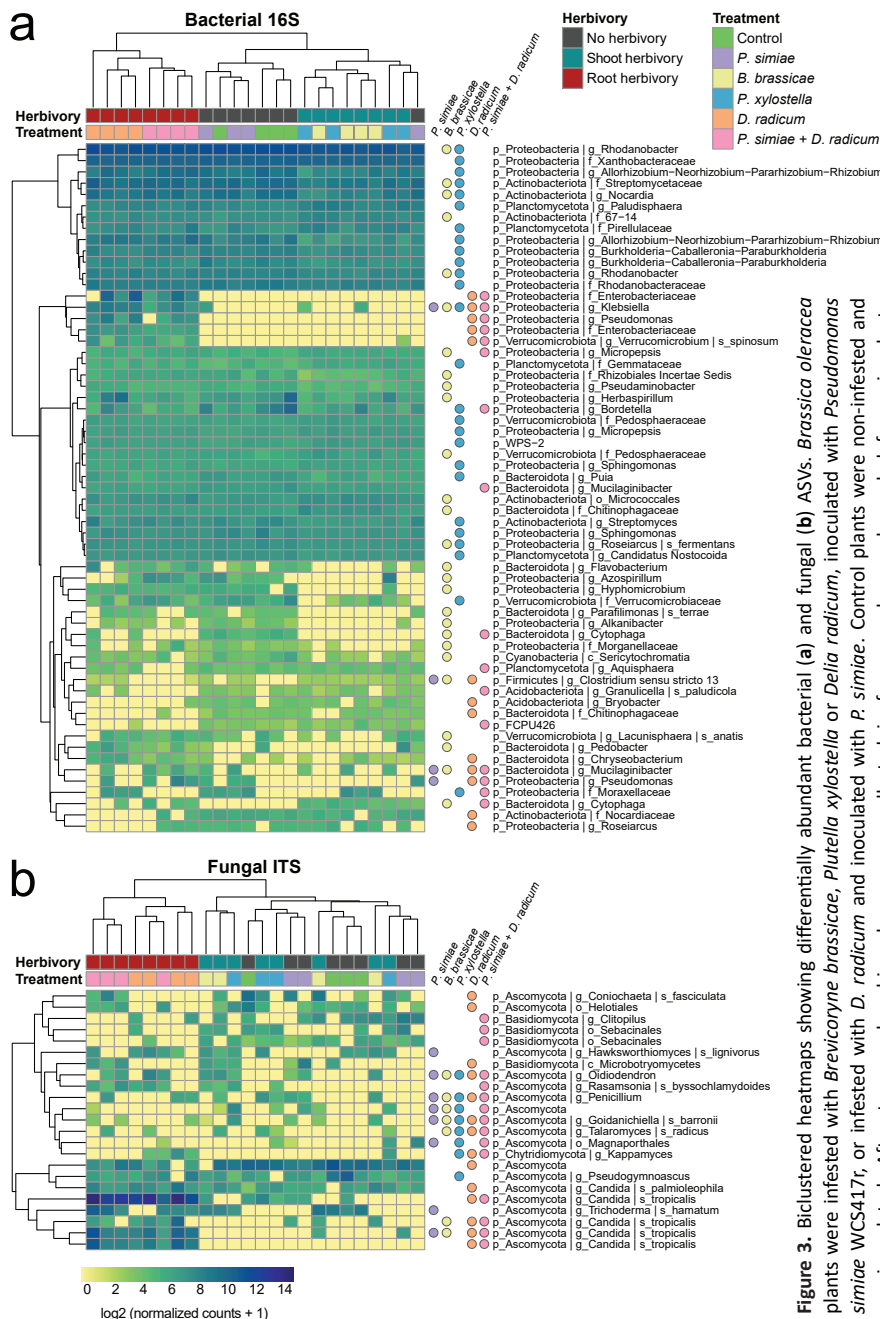 a
Bacterial 16S
Herbivory
No herbivory
Shoot herbivory
Root herbivory
Treatment
Control
P. simiae
B. brassicae
P. xylostella
D. radicum
P. simiae + D. radicum
Herbivory
Treatment
P. simiae
B. brassicae
P. xylostella
D. radicum
P. simiae + D. radicum
p_Proteobacteria | g_Rhodanobacter
p_Proteobacteria | f_Xanthobacteraceae
p_Proteobacteria | g_Allorhizobium−Neorhizobium−Pararhizobium−Rhizobium
p_Actinobacteriota | f_Streptomycetaceae
p_Actinobacteriota | g_Nocardia
p_Planctomycetota | g_Paludisphaera
p_Actinobacteriota | f_67−14
p_Planctomycetota | f_Pirellulaceae
p_Proteobacteria | g_Allorhizobium−Neorhizobium−Pararhizobium−Rhizobium
p_Proteobacteria | g_Burkholderia−Caballeronia−Paraburkholderia
p_Proteobacteria | g_Burkholderia−Caballeronia−Paraburkholderia
p_Proteobacteria | g_Rhodanobacter
p_Proteobacteria | f_Rhodanobacteraceae
p_Proteobacteria | f_Enterobacteriaceae
p_Proteobacteria | g_Klebsiella
p_Proteobacteria | g_Pseudomonas
p_Proteobacteria | f_Enterobacteriaceae
p_Verrucomicrobiota | g_Verrucomicrobium | s_spinosum
p_Proteobacteria | g_Micropepsis
p_Planctomycetota | f_Gemmataceae
p_Proteobacteria | f_Rhizobiales Incertae Sedis
p_Proteobacteria | g_Pseudaminobacter
p_Proteobacteria | g_Herbaspirillum
p_Proteobacteria | g_Bordetella
p_Verrucomicrobiota | f_Pedosphaeraceae
p_Proteobacteria | g_Micropepsis
p_WPS−2
p_Verrucomicrobiota | f_Pedosphaeraceae
p_Proteobacteria | g_Sphingomonas
p_Bacteroidota | g_Puia
p_Bacteroidota | g_Mucilaginibacter
p_Actinobacteriota | o_Micrococcales
p_Bacteroidota | f_Chitinophagaceae
p_Actinobacteriota | g_Streptomyces
p_Proteobacteria | g_Sphingomonas
p_Proteobacteria | g_Roseiarcus | s_fermentans
p_Planctomycetota | g_Candidatus Nostocoida
p_Bacteroidota | g_Flavobacterium
p_Proteobacteria | g_Azospirillum
p_Proteobacteria | g_Hyphomicrobium
p_Verrucomicrobiota | f_Verrucomicrobiaceae
p_Bacteroidota | g_Parafilimonas | s_terrae
p_Proteobacteria | g_Alkanibacter
p_Bacteroidota | g_Cytophaga
p_Proteobacteria | f_Morganellaceae
p_Cyanobacteria | c_Sericytochromatia
p_Planctomycetota | g_Aquisphaera
p_Firmicutes | g_Clostridium sensu stricto 13
p_Acidobacteriota | g_Granulicella | s_paludicola
p_Acidobacteriota | g_Bryobacter
p_Bacteroidota | f_Chitinophagaceae
p_FCPU426
p_Verrucomicrobiota | g_Lacunisphaera | s_anatis
p_Bacteroidota | g_Pedobacter
p_Bacteroidota | g_Chryseobacterium
p_Bacteroidota | g_Mucilaginibacter
p_Proteobacteria | g_Pseudomonas
p_Proteobacteria | f_Moraxellaceae
p_Bacteroidota | g_Cytophaga
p_Actinobacteriota | f_Nocardiaceae
p_Proteobacteria | g_Roseiarcus
b
Fungal ITS
Herbivory
Treatment
P. simiae
B. brassicae
P. xylostella
D. radicum
P. simiae + D. radicum
p_Ascomycota | g_Coniochaeta | s_fasciculata
p_Ascomycota | o_Helotiales
p_Basidiomycota | g_Clitopilus
p_Basidiomycota | o_Sebacinales
p_Basidiomycota | o_Sebacinales
p_Ascomycota | g_Hawksworthiomyces | s_lignivorus
p_Basidiomycota | c_Microbotryomycetes
p_Ascomycota | g_Oidiodendron
p_Ascomycota | g_Rasamsonia | s_byssochlamydoides
p_Ascomycota | g_Penicillium
p_Ascomycota
p_Ascomycota | g_Goidanichiella | s_barronii
p_Ascomycota | g_Talaromyces | s_radicus
p_Ascomycota | o_Magnaporthales
p_Chytridiomycota | g_Kappamyces
p_Ascomycota
p_Ascomycota | g_Pseudogymnoascus
p_Ascomycota | g_Candida | s_palmioleophila
p_Ascomycota | g_Candida | s_tropicalis
p_Ascomycota | g_Trichoderma | s_hamatum
p_Ascomycota | g_Candida | s_tropicalis
p_Ascomycota | g_Candida | s_tropicalis
p_Ascomycota | g_Candida | s_tropicalis
0 2 4 6 8 10 12 14
log2 (normalized counts + 1)
Figure 3. Biclustered heatmaps showing differentially abundant bacterial (a) and fungal (b) ASVs. Brassica oleracea
plants were infested with Brevicoryne brassicae, Plutella xylostella or Delia radicum, inoculated with Pseudomonas
simiae WCS417r, or infested with D. radicum and inoculated with P. simiae. Control plants were non-infested and